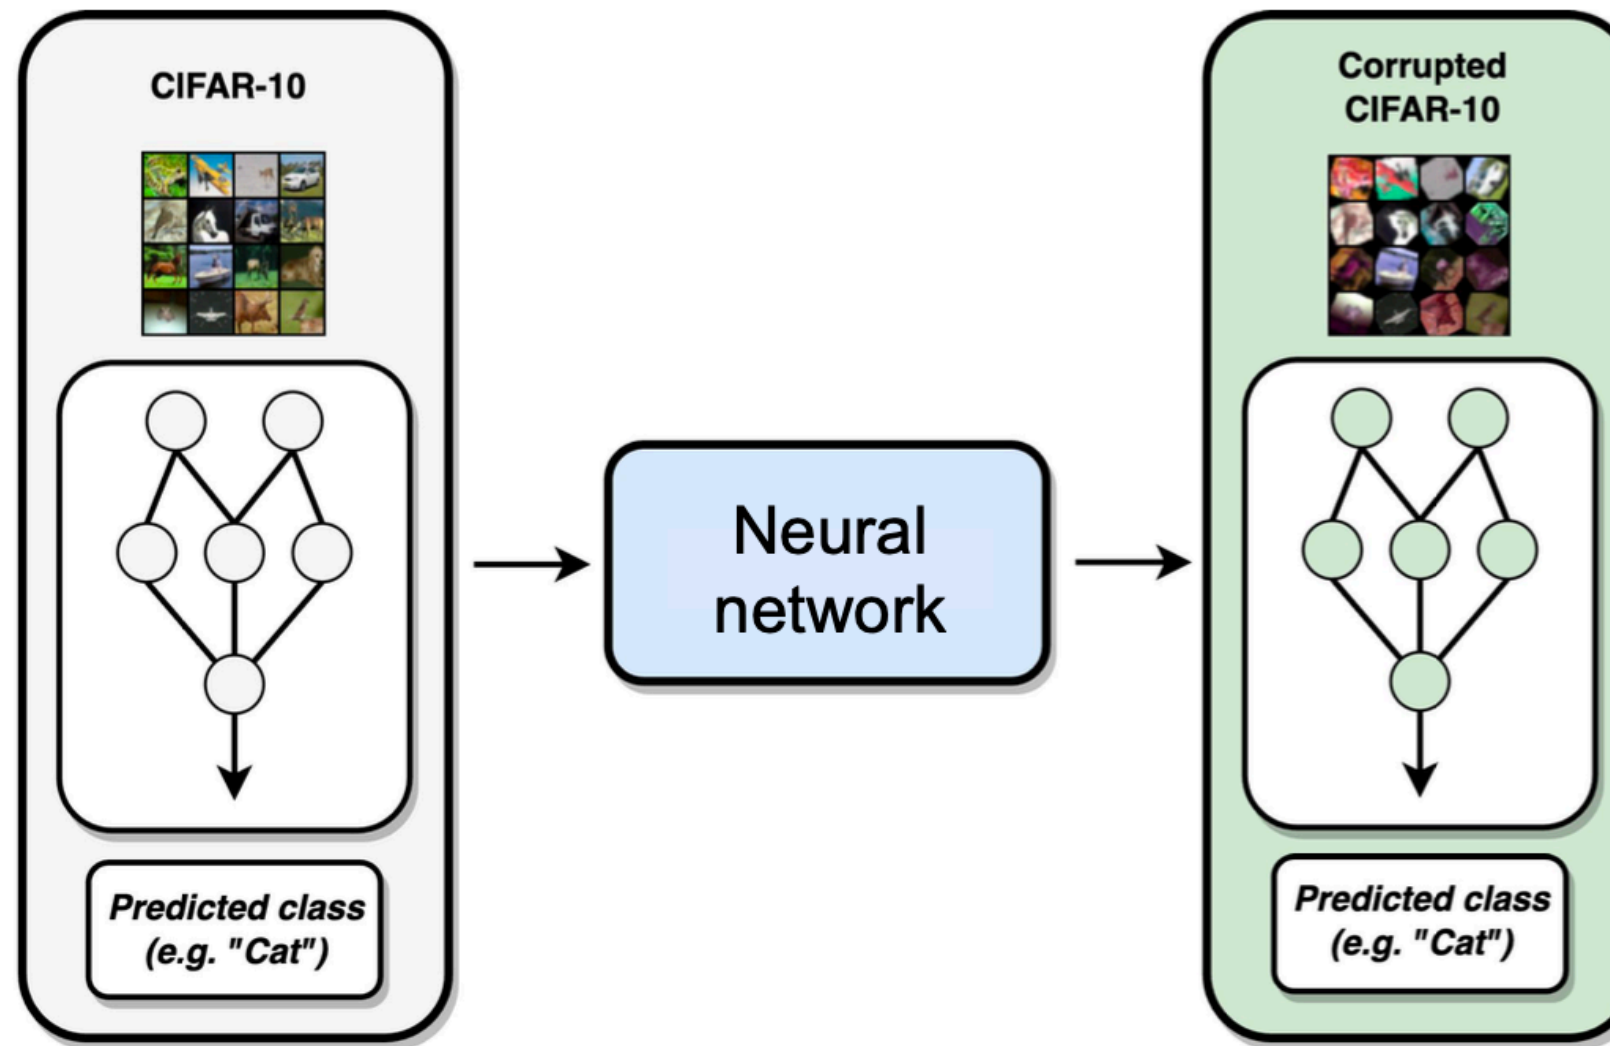 CIFAR-10
Predicted class
(e.g. "Cat")
Neural
network
Corrupted
CIFAR-10
Predicted class
(e.g. "Cat")